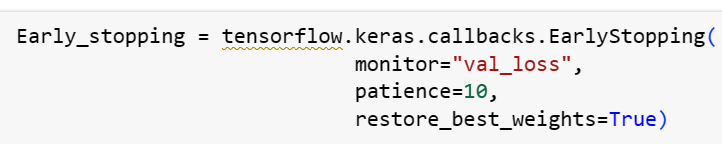 Early_stopping = tensorflow.keras.callbacks.EarlyStopping(
monitor="val_loss",
patience=10,
restore_best_weights=True)